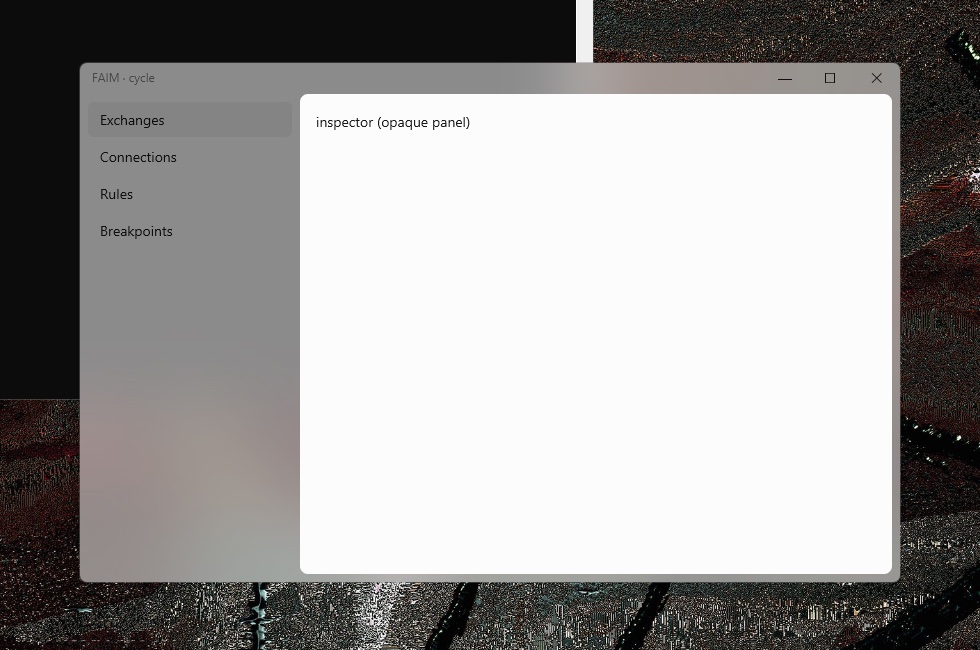 FAIM · cycle
Exchanges
Connections
Rules
Breakpoints
inspector (opaque panel)